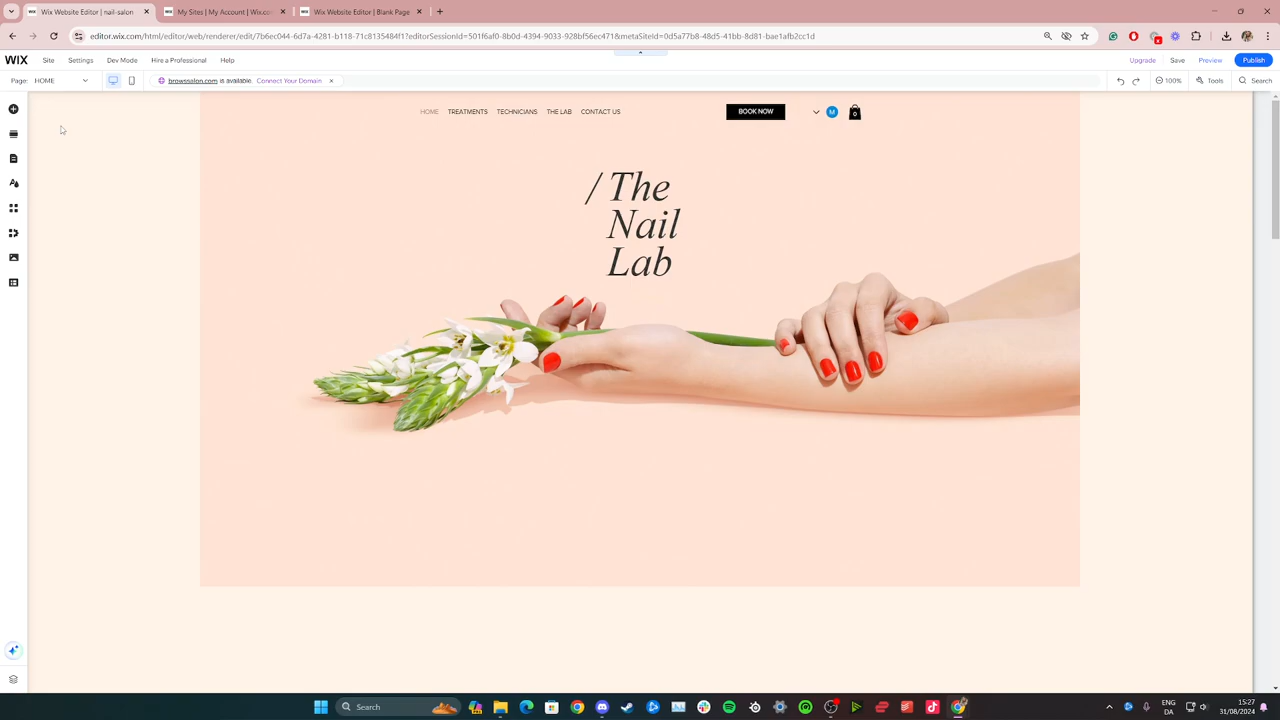 Wix Website Editor | nail-salon
My Sites | My Account | Wix.co
Wix Website Editor | Blank Page
editor.wix.com/html/editor/web/renderer/edit/7b6ec044-6d7a-4281-b118-71c8135484f1?editorSessionId=501f6af0-8b0d-4394-9033-928bf56ec471&metaSiteId=0d5a77b8-48d5-41bb-8d81-bae1afb2cc1d
WIX Site Settings Dev Mode Hire a Professional Help
Upgrade Save Preview Publish
Page: HOME
browssalon.com is available. Connect Your Domain
100% Tools Search
HOME TREATMENTS TECHNICIANS THE LAB CONTACT US
BOOK NOW
M
0
/ The
Nail
Lab
Search
ENG
DA
15:27
31/08/2024